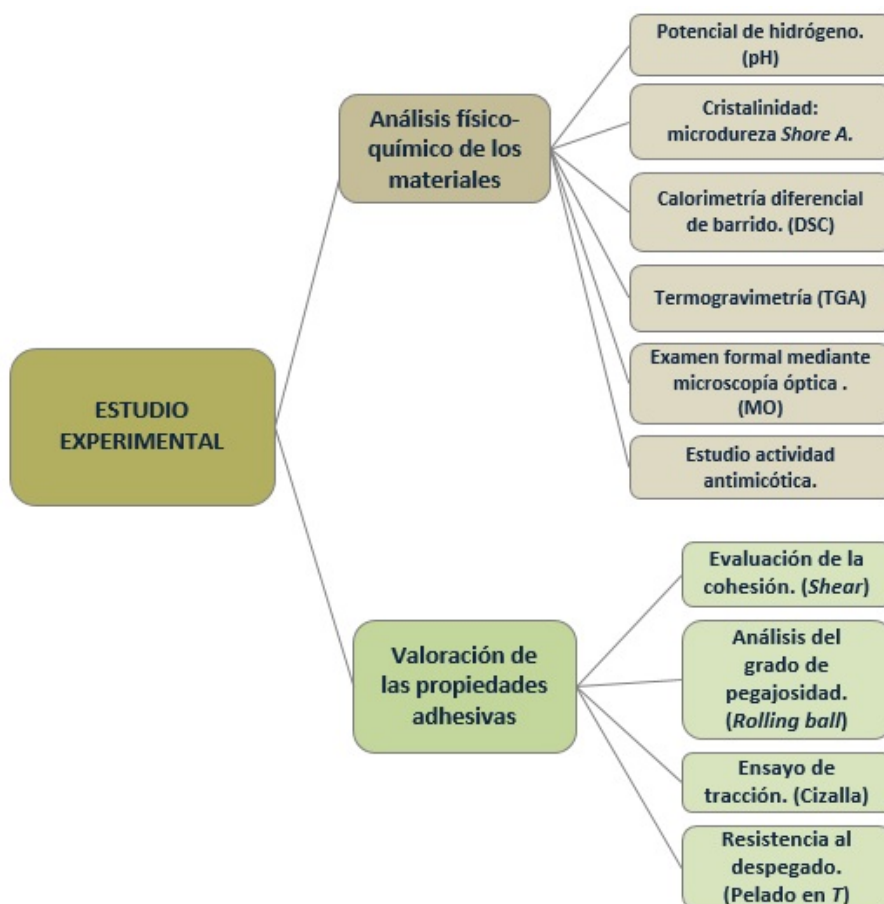 ESTUDIO
EXPERIMENTAL
Análisis físico-
químico de los
materiales
Potencial de hidrógeno.
(pH)
Cristalinidad:
microdureza Shore A.
Calorimetría diferencial
de barrido. (DSC)
Termogravimetría (TGA)
Examen formal mediante
microscopía óptica .
(MO)
Estudio actividad
antimicótica.
Valoración de
las propiedades
adhesivas
Evaluación de la
cohesión. (Shear)
Análisis del
grado de
pegajosidad.
(Rolling ball)
Ensayo de
tracción. (Cizalla)
Resistencia al
despegado.
(Pelado en T)